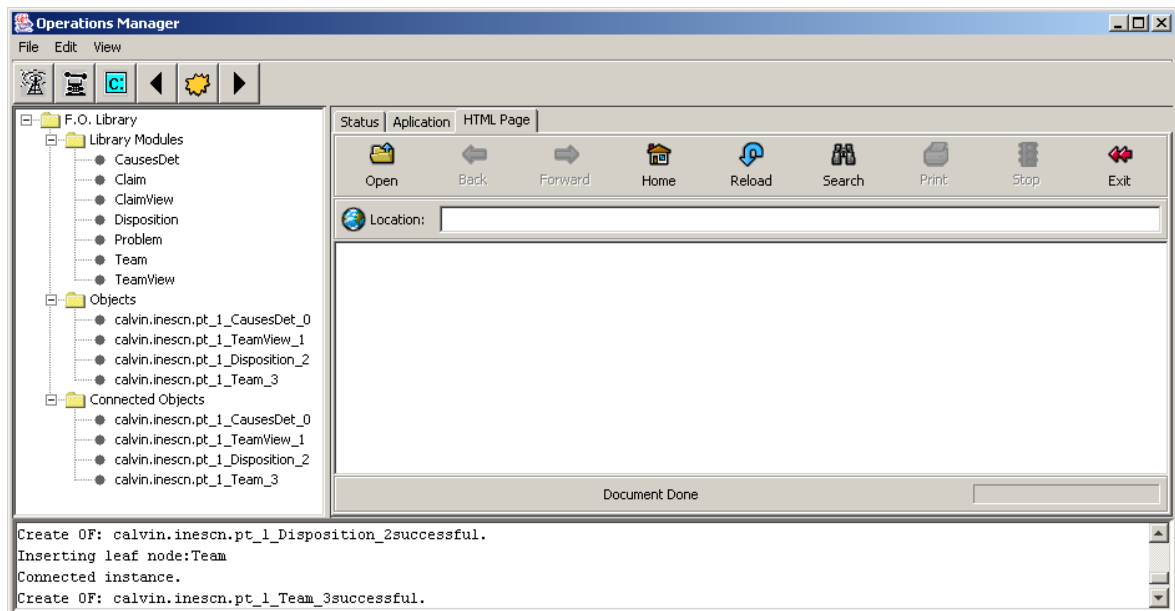 Operations Manager
File Edit View
C:
F.O. Library
Library Modules
CausesDet
Claim
ClaimView
Disposition
Problem
Team
TeamView
Objects
calvin.inescn.pt_1_CausesDet_0
calvin.inescn.pt_1_TeamView_1
calvin.inescn.pt_1_Disposition_2
calvin.inescn.pt_1_Team_3
Connected Objects
calvin.inescn.pt_1_CausesDet_0
calvin.inescn.pt_1_TeamView_1
calvin.inescn.pt_1_Disposition_2
calvin.inescn.pt_1_Team_3
Status Aplication HTML Page
Open Back Forward Home Reload Search Print Stop Exit
Location:
Document Done
Create OF: calvin.inescn.pt_1_Disposition_2successful.
Inserting leaf node:Team
Connected instance.
Create OF: calvin.inescn.pt_1_Team_3successful.